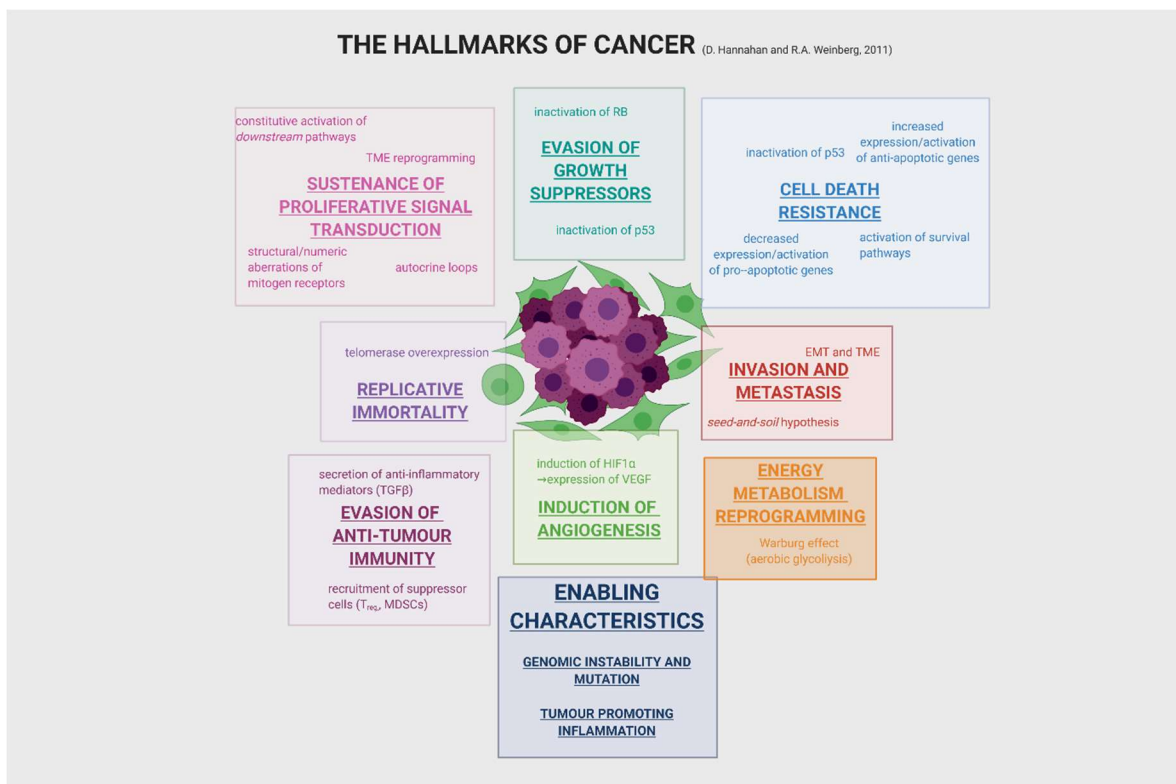 THE HALLMARKS OF CANCER (D. Hannahan and R.A. Weinberg, 2011)
constitutive activation of
downstream pathways
TME reprogramming
SUSTENANCE OF
PROLIFERATIVE SIGNAL
TRANSDUCTION
structural/numeric
aberrations of
mitogen receptors
autocrine loops
inactivation of RB
EVASION OF
GROWTH
SUPPRESSORS
inactivation of p53
inactivation of p53
increased
expression/activation
of anti-apoptotic genes
CELL DEATH
RESISTANCE
decreased
expression/activation
of pro–apoptotic genes
activation of survival
pathways
telomerase overexpression
REPLICATIVE
IMMORTALITY
EMT and TME
INVASION AND
METASTASIS
seed-and-soil hypothesis
secretion of anti-inflammatory
mediators (TGFβ)
EVASION OF
ANTI-TUMOUR
IMMUNITY
recruitment of suppressor
cells (Treg, MDSCs)
induction of HIF1α
→expression of VEGF
INDUCTION OF
ANGIOGENESIS
ENERGY
METABOLISM
REPROGRAMMING
Warburg effect
(aerobic glycoliysis)
ENABLING
CHARACTERISTICS
GENOMIC INSTABILITY AND
MUTATION
TUMOUR PROMOTING
INFLAMMATION